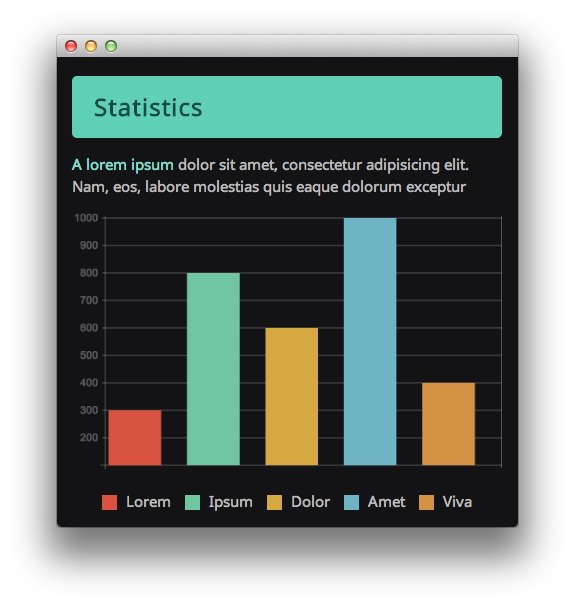 Statistics
A lorem ipsum dolor sit amet, consectetur adipisicing elit.
Nam, eos, labore molestias quis eaque dolorum exceptur
1000
900
800
700
600
500
400
300
200
Lorem Ipsum Dolor Amet Viva